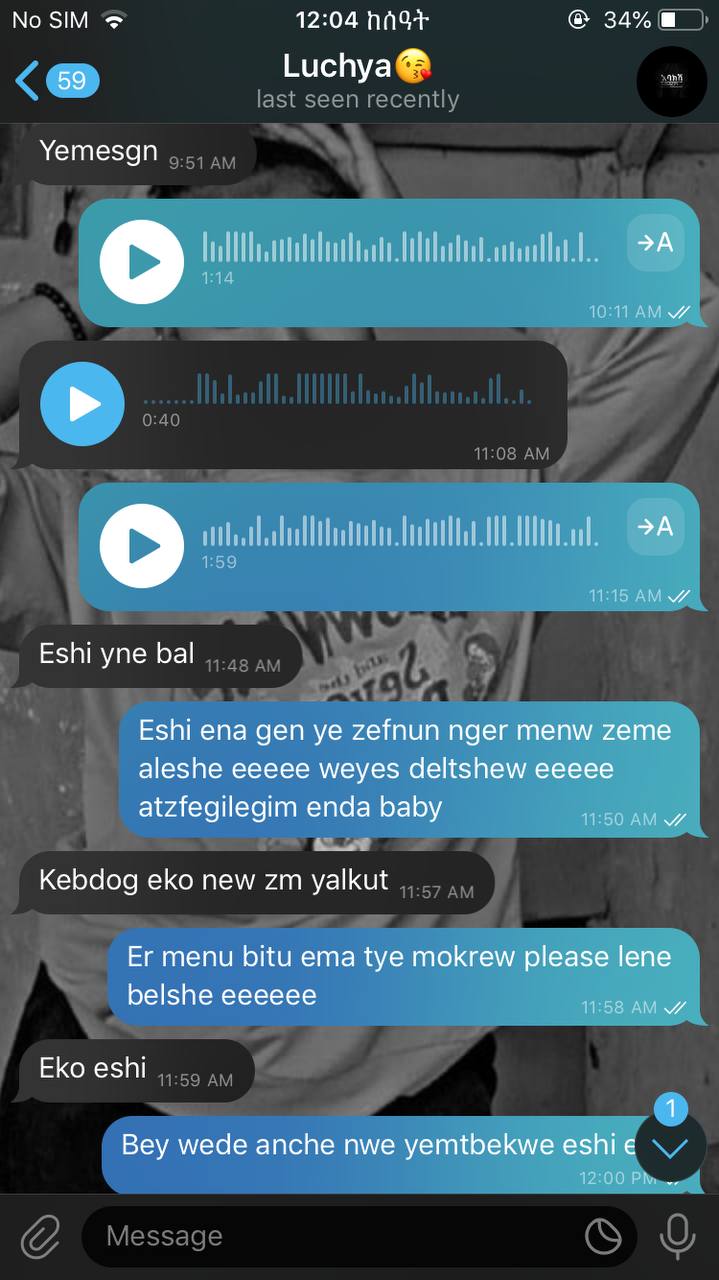 No SIM 12:04 ከሰዓት 34%
59 Luchya😘
last seen recently
Yemesgn 9:51 AM
→A
1:14
10:11 AM
0:40
11:08 AM
→A
1:59
11:15 AM
Eshi yne bal 11:48 AM
Eshi ena gen ye zefnun nger menw zeme
aleshe eeeee weyes deltshew eeeee
atzfegilegim enda baby 11:50 AM
Kebdog eko new zm yalkut 11:57 AM
Er menu bitu ema tye mokrew please lene
belshe eeeeee 11:58 AM
Eko eshi 11:59 AM
1
Bey wede anche nwe yemtbekwe eshi e
12:00 PM
Message